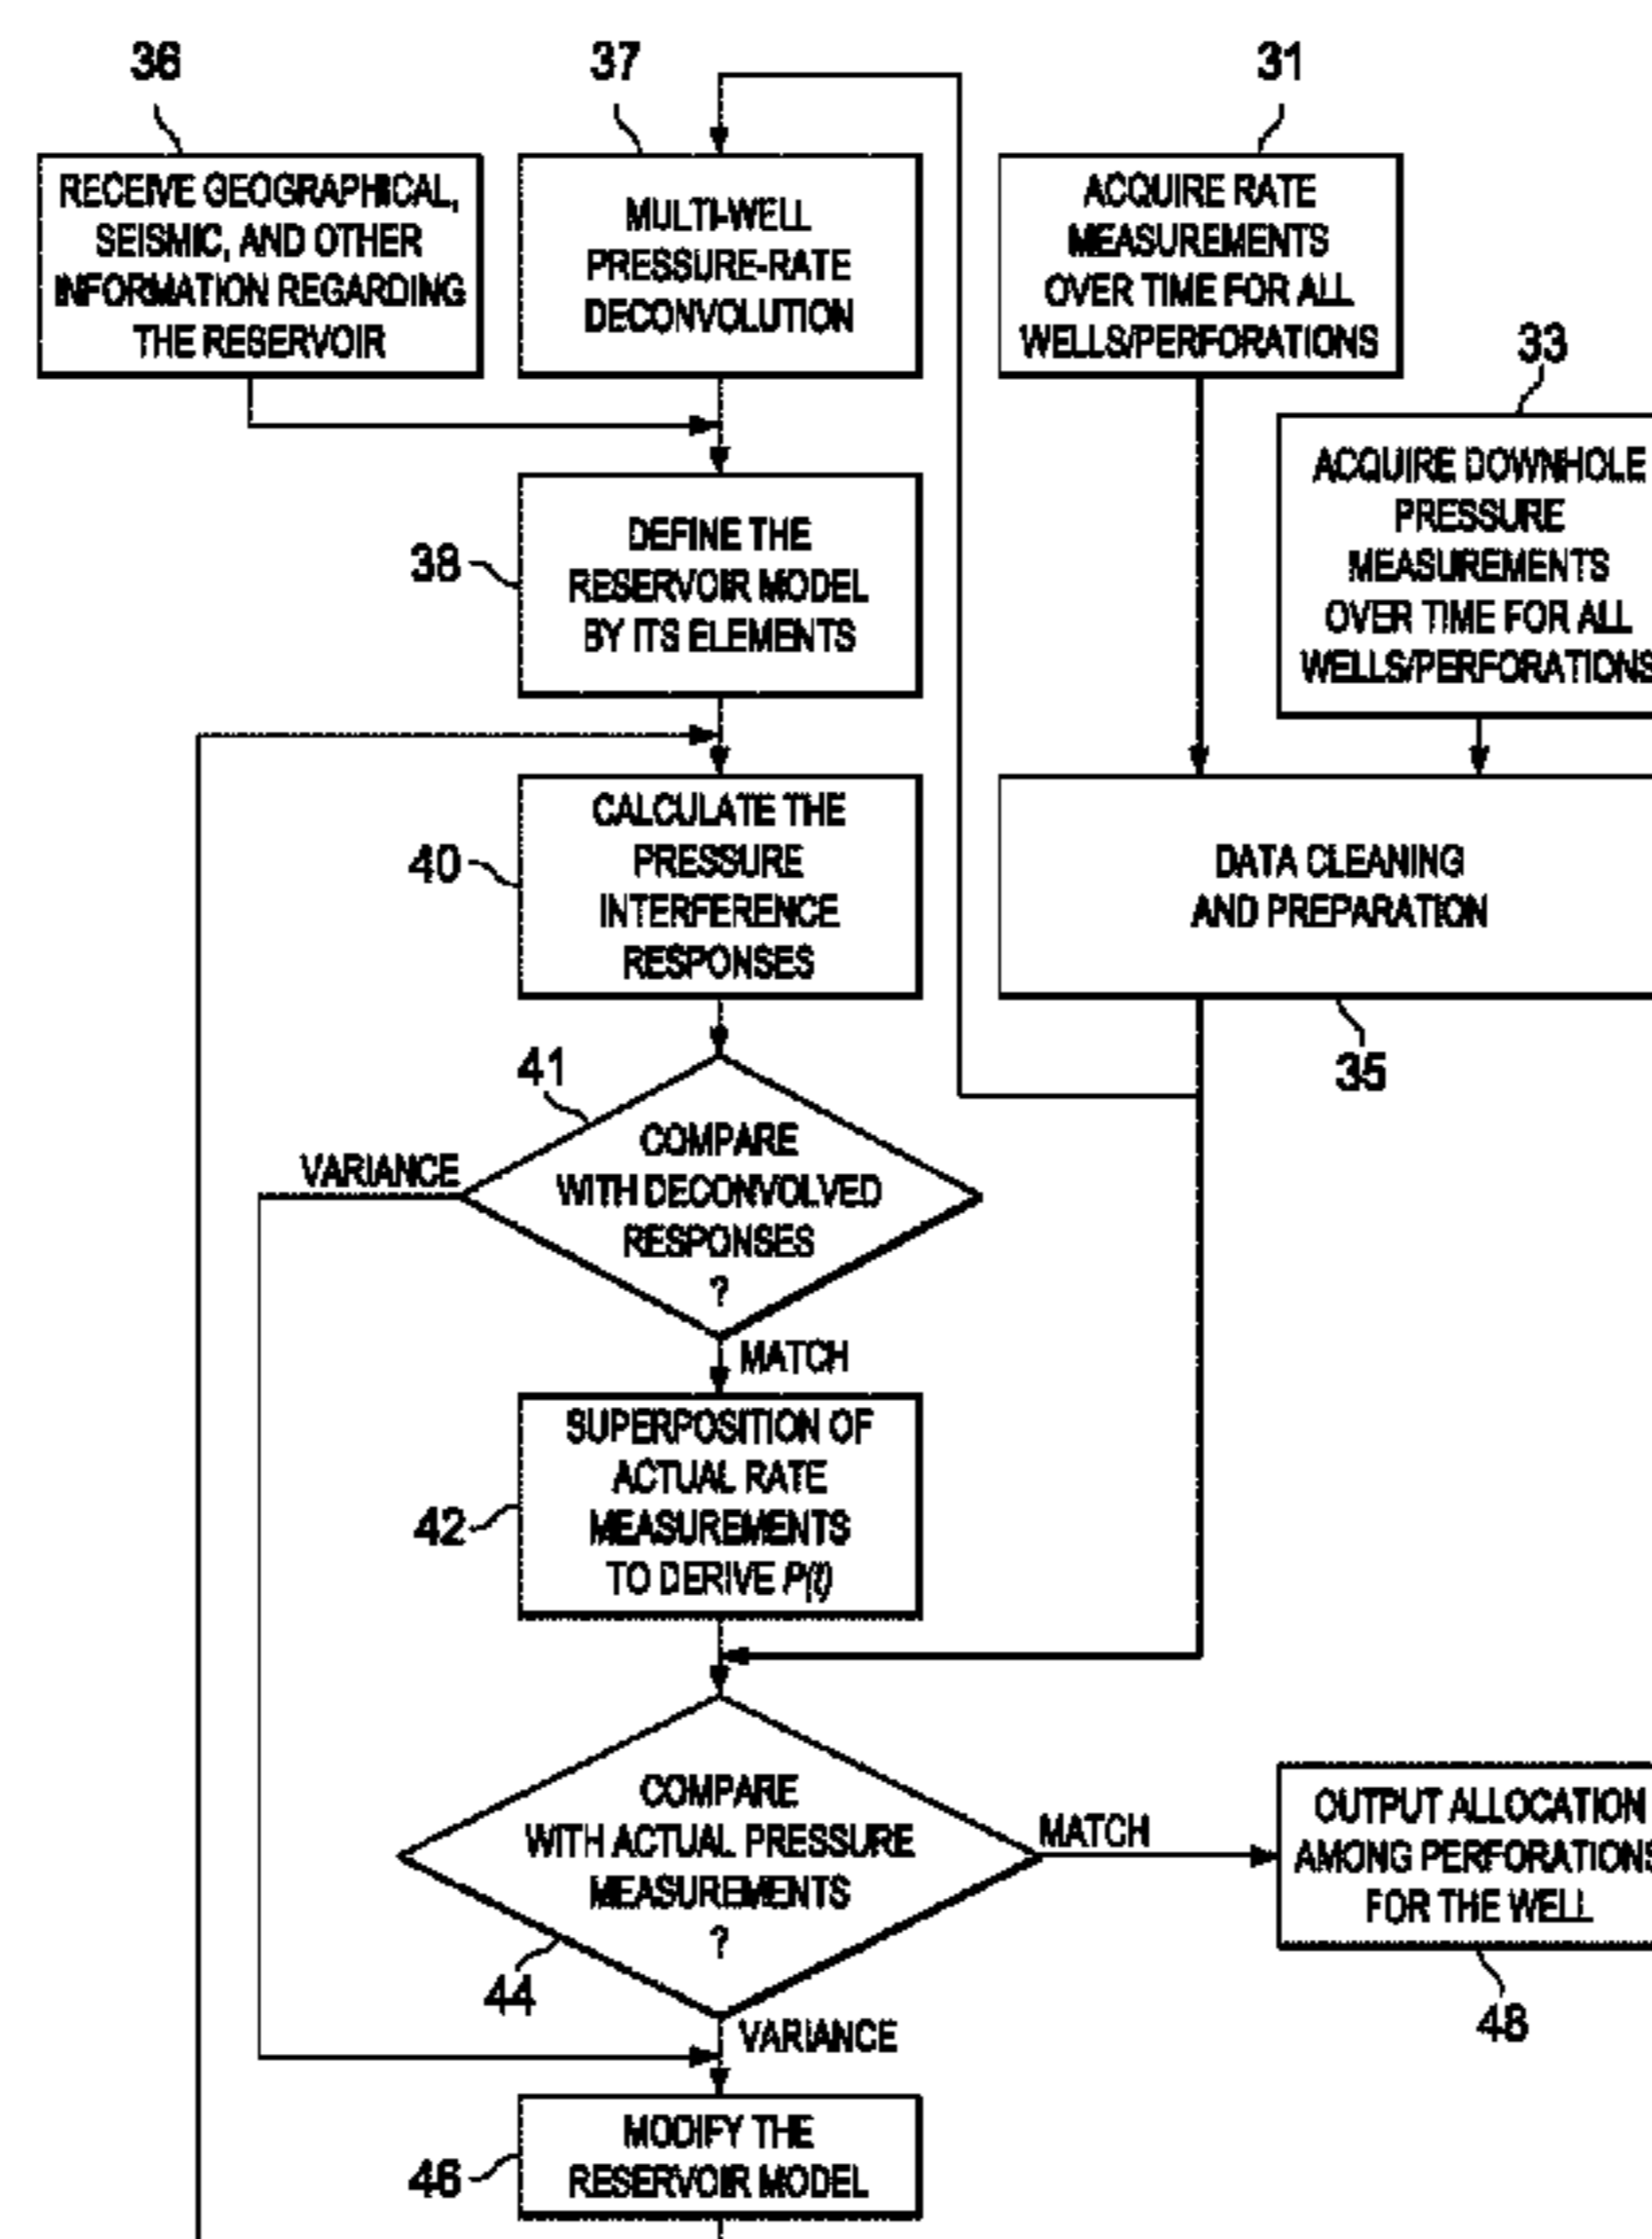 36
37
31
RECEIVE GEOGRAPHICAL,
SEISMIC, AND OTHER
INFORMATION REGARDING
THE RESERVOIR
MULTI-WELL
PRESSURE-RATE
DECONVOLUTION
ACQUIRE RATE
MEASUREMENTS
OVER TIME FOR ALL
WELLS/PERFORATIONS
33
ACQUIRE DOWNHOLE
PRESSURE
MEASUREMENTS
OVER TIME FOR ALL
WELLS/PERFORATIONS
38
DEFINE THE
RESERVOIR MODEL
BY ITS ELEMENTS
40
CALCULATE THE
PRESSURE
INTERFERENCE
RESPONSES
DATA CLEANING
AND PREPARATION
35
41
COMPARE
WITH DECONVOLVED
RESPONSES
?
VARIANCE
MATCH
42
SUPERPOSITION OF
ACTUAL RATE
MEASUREMENTS
TO DERIVE P(t)
COMPARE
WITH ACTUAL PRESSURE
MEASUREMENTS
?
44
MATCH
OUTPUT ALLOCATION
AMONG PERFORATIONS
FOR THE WELL
48
VARIANCE
46
MODIFY THE
RESERVOIR MODEL